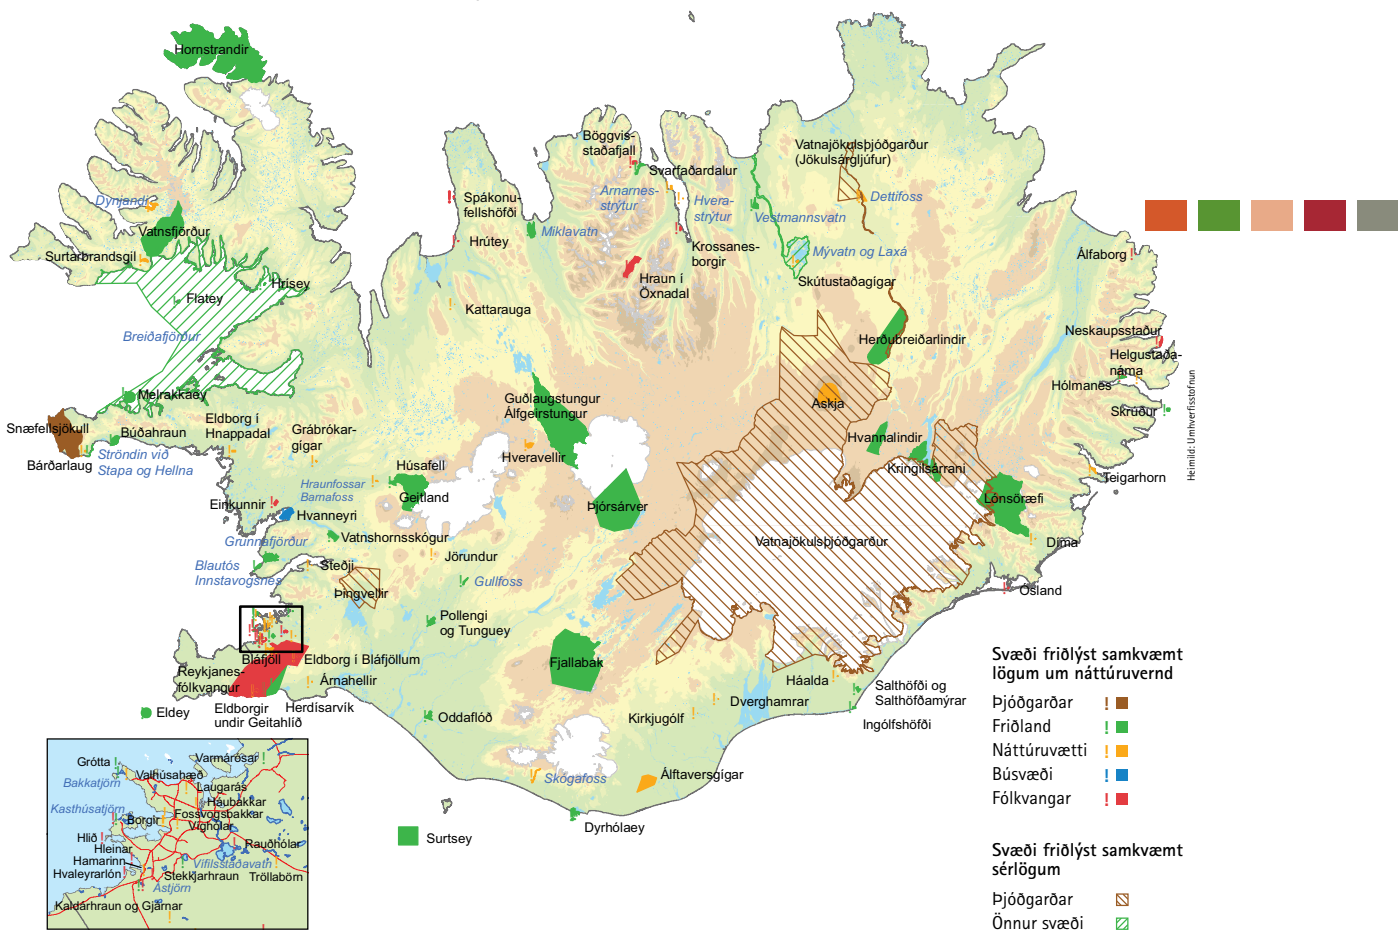 Hornstrandir
Dynjandi
Vatnsfjörður
Surtarbrandsgil
Flatey
Hrísey
Breiðafjörður
Melrakkaey
Snæfellsjökull
Búðahraun
Bárðarlaug
Ströndin við
Stapa og Hellna
Eldborg í
Hnappadal
Grábrókar-
gígar
Böggvis-
staðafjall
Svarfaðardalur
Spákonu-
fellshöfði
Arnarnes-
strýtur
Hvera-
strýtur
Hrútey
Miklavatn
Krossanes-
borgir
Hraun í
Öxnadal
Kattarauga
Vatnajökulsþjóðgarður
(Jökulsárgljúfur)
Dettifoss
Vestmannsvatn
Mývatn og Laxá
Skútustaðagígar
Álfaborg
Herðubreiðarlindir
Neskaupsstaður
Helgustaða-
náma
Hólmanes
Skrúður
Askja
Guðlaugstungur
Álfgeirstungur
Hveravellir
Hvannalindir
Kringilsárrani
Teigarhorn
Lónsöræfi
Díma
Ósland
Húsafell
Hraunfossar
Barnafoss
Geitland
Einkunnir
Hvanneyri
Þjórsárver
Vatnajökulsþjóðgarður
Grunnafjörður
Vatnshornsskógur
Blautós
Innstavogsnes
Steðji
Jörundur
Gullfoss
Þingvellir
Pollengi
og Tunguey
Bláfjöll
Eldborg í Bláfjöllum
Reykjanes-
fólkvangur
Árnahellir
Fjallabak
Eldey
Eldborgir
undir Geitahlíð
Herdísarvík
Oddaflóð
Kirkjugólf
Dverghamrar
Háalda
Salthöfði og
Salthöfðamýrar
Ingólfshöfði
Skógafoss
Álftaversgígar
Dyrhólaey
Surtsey
Grótta
Varmárósar
Bakkatjörn
Valhúsahæð
Laugarás
Háubakkar
Kasthúsatjörn
Borgir
Fossvogsbakkar
Víghólar
Hlið
Hleinar
Rauðhólar
Hamarinn
Hvaleyrarlón
Vífilsstaðavatn
Stekkjarhraun
Tröllabörn
Ástjörn
Kaldárhraun og Gjárnar
Heimild: Umhverfisstofnun
Svæði friðlýst samkvæmt
lögum um náttúruvernd
Þjóðgarðar !
Friðland !
Náttúruvætti !
Búsvæði !
Fólkvangar !
Svæði friðlýst samkvæmt
sérlögum
Þjóðgarðar
Önnur svæði